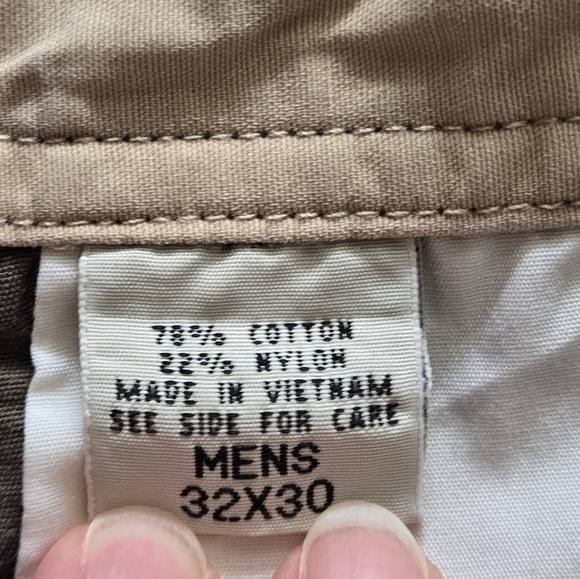 78% COTTON
22% NYLON
MADE IN VIETNAM
SEE SIDE FOR CARE
MENS
32X30